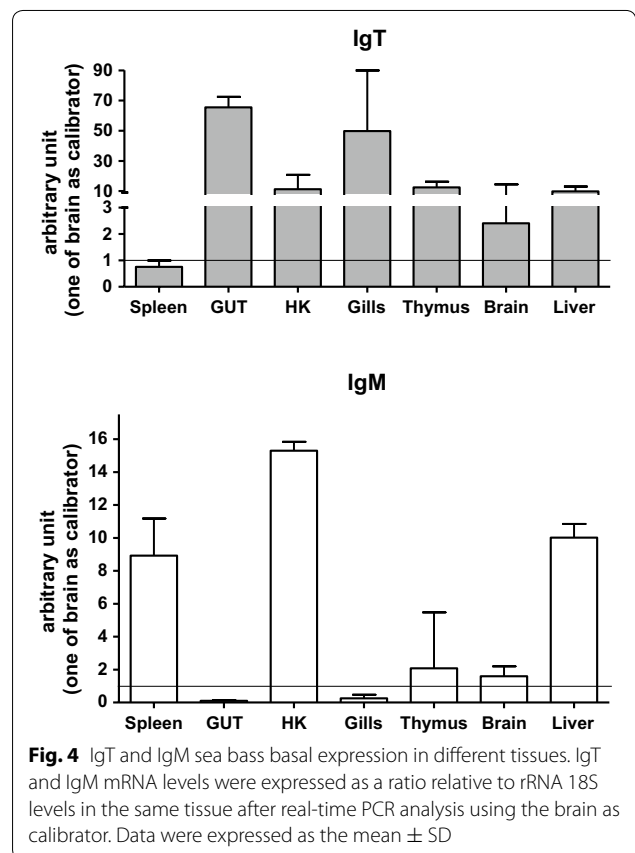 IgT
arbitrary unit
(one of brain as calibrator)
90
70
50
30
10
3
2
1
0
Spleen GUT HK Gills Thymus Brain Liver
IgM
arbitrary unit
(one of brain as calibrator)
16
14
12
10
8
6
4
2
0
Spleen GUT HK Gills Thymus Brain Liver
Fig. 4 IgT and IgM sea bass basal expression in different tissues. IgT
and IgM mRNA levels were expressed as a ratio relative to rRNA 18S
levels in the same tissue after real-time PCR analysis using the brain as
calibrator. Data were expressed as the mean ± SD